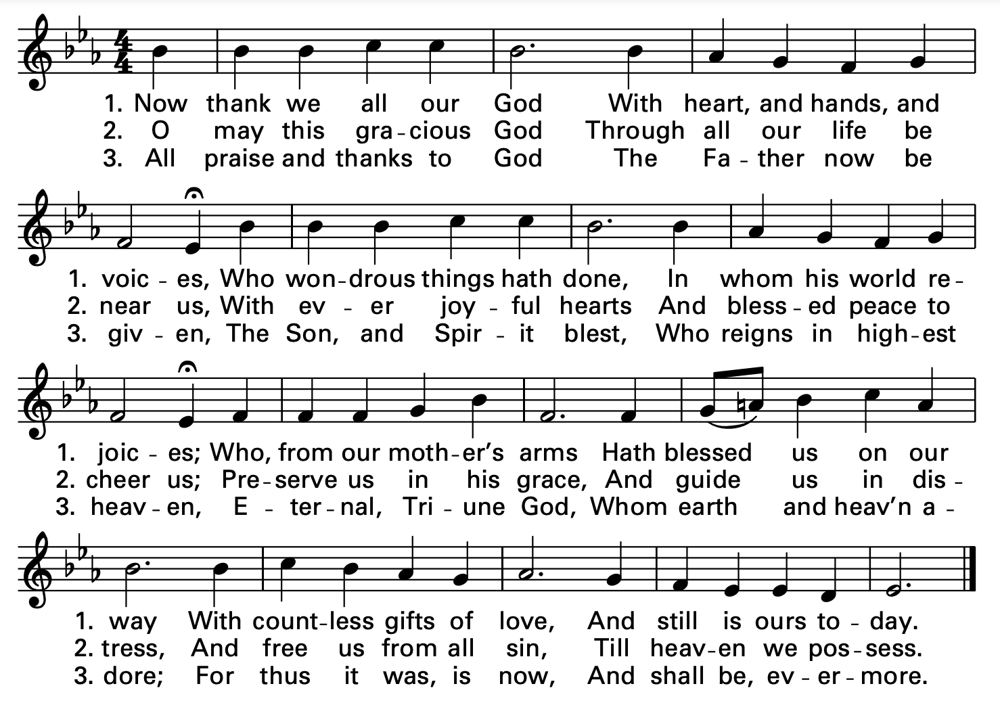 4
4
1. Now thank we all our God With heart, and hands, and
2. O may this gra-cious God Through all our life be
3. All praise and thanks to God The Fa - ther now be
1. voic - es, Who won-drous things hath done, In whom his world re-
2. near us, With ev - er joy - ful hearts And bless-ed peace to
3. giv - en, The Son, and Spir - it blest, Who reigns in high-est
1. joic - es; Who, from our moth-er's arms Hath blessed us on our
2. cheer us; Pre-serve us in his grace, And guide us in dis-
3. heav-en, E - ter-nal, Tri - une God, Whom earth and heav'n a-
1. way With count-less gifts of love, And still is ours to - day.
2. tress, And free us from all sin, Till heav-en we pos-sess.
3. dore; For thus it was, is now, And shall be, ev-er-more.